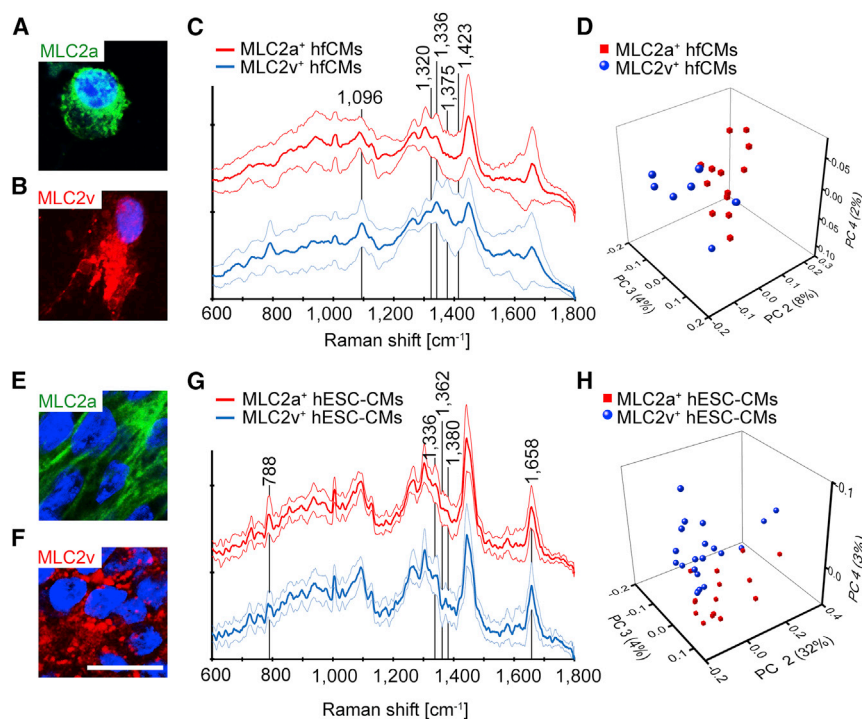 A
MLC2a
B
MLC2v
C
MLC2a+ hfCMs
MLC2v+ hfCMs
1,096
1,320
1,336
1,375
1,423
600 800 1,000 1,200 1,400 1,600 1,800
Raman shift [cm-1]
D
MLC2a+ hfCMs
MLC2v+ hfCMs
0.05
0.00
0.05
0.10
PC 4 (2%)
-0.2
-0.1
0.0
0.1
0.2
PC 3 (4%)
-0.2
-0.1
0.0
0.1
-0.2
-0.3
PC 2 (8%)
E
MLC2a
F
MLC2v
G
MLC2a+ hESC-CMs
MLC2v+ hESC-CMs
788
1,336
1,362
1,380
1,658
600 800 1,000 1,200 1,400 1,600 1,800
Raman shift [cm-1]
H
MLC2a+ hESC-CMs
MLC2v+ hESC-CMs
0.1
0.0
PC 4 (3%)
-0.2
-0.1
0.0
0.1
PC 3 (4%)
-0.2
0.0
0.2
-0.4
PC 2 (32%)